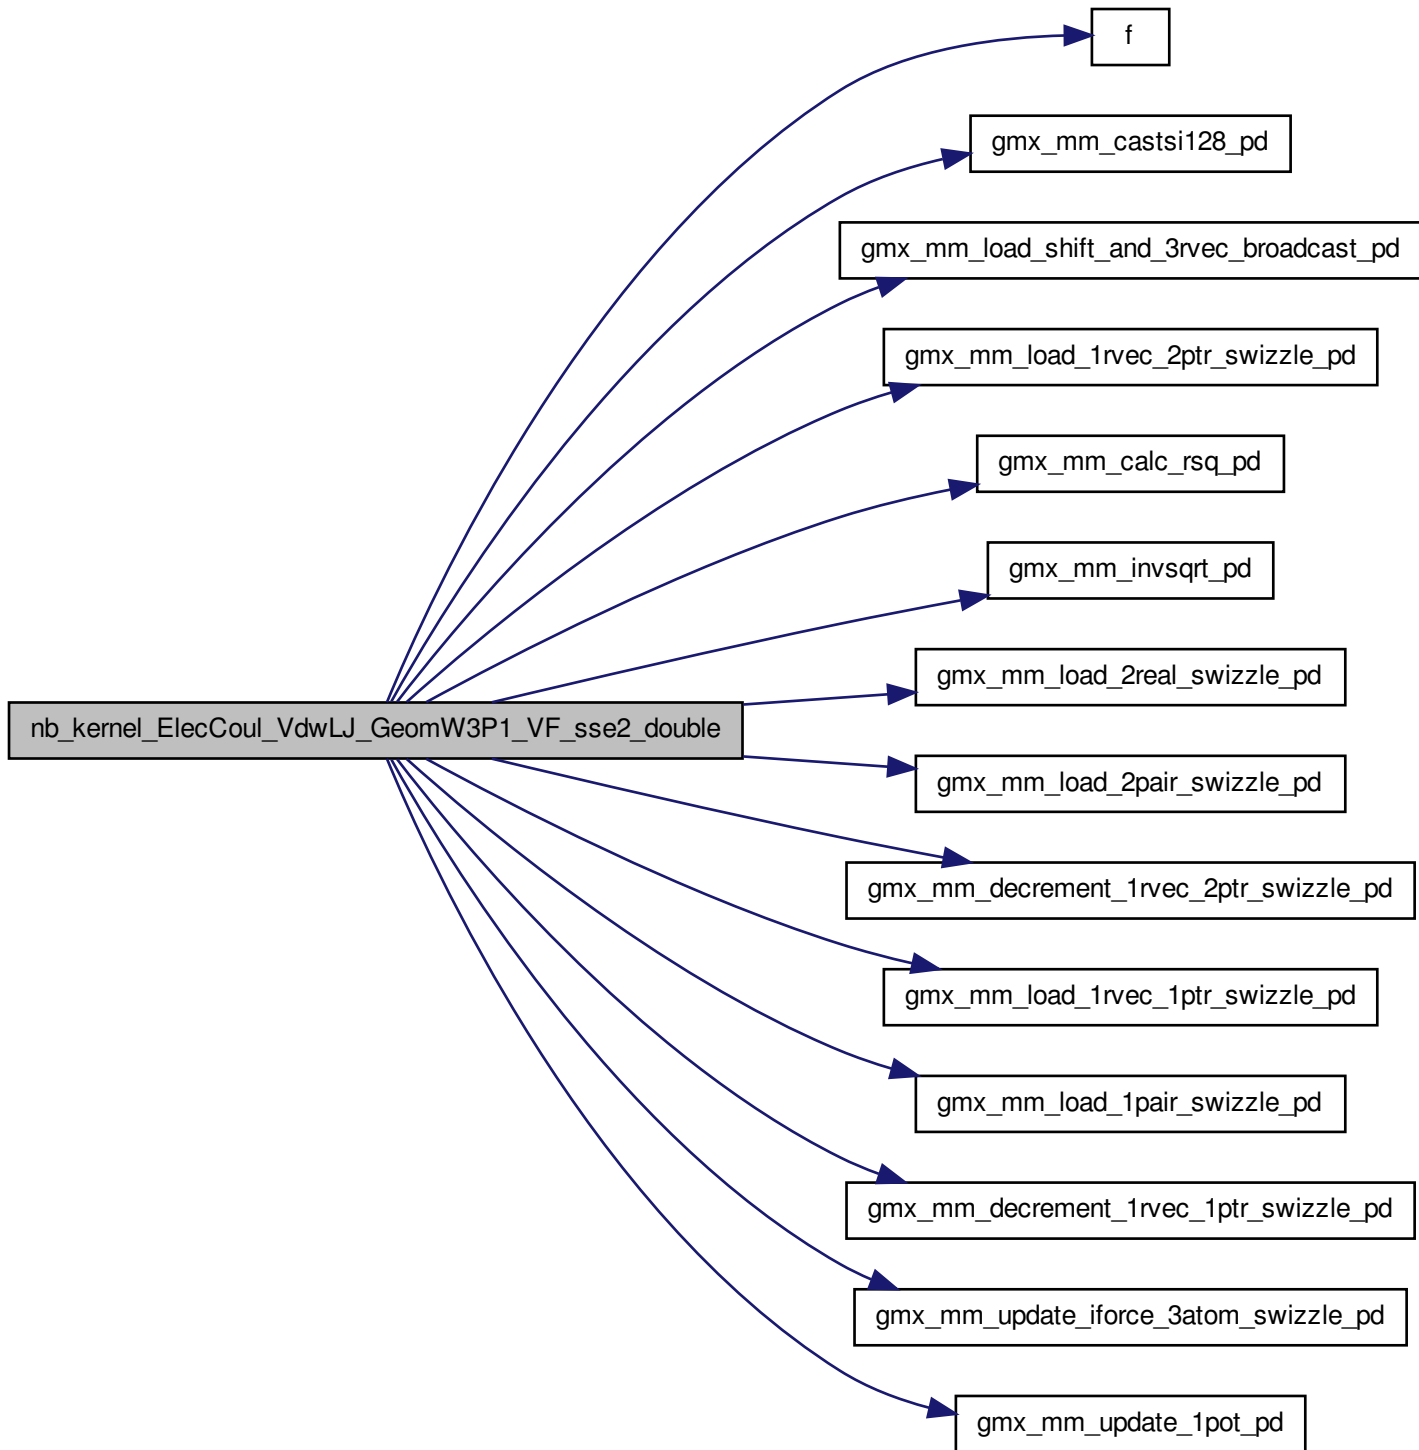 f
gmx_mm_castsi128_pd
gmx_mm_load_shift_and_3rvec_broadcast_pd
gmx_mm_load_1rvec_2ptr_swizzle_pd
gmx_mm_calc_rsq_pd
gmx_mm_invsqrt_pd
gmx_mm_load_2real_swizzle_pd
nb_kernel_ElecCoul_VdwLJ_GeomW3P1_VF_sse2_double
gmx_mm_load_2pair_swizzle_pd
gmx_mm_decrement_1rvec_2ptr_swizzle_pd
gmx_mm_load_1rvec_1ptr_swizzle_pd
gmx_mm_load_1pair_swizzle_pd
gmx_mm_decrement_1rvec_1ptr_swizzle_pd
gmx_mm_update_iforce_3atom_swizzle_pd
gmx_mm_update_1pot_pd